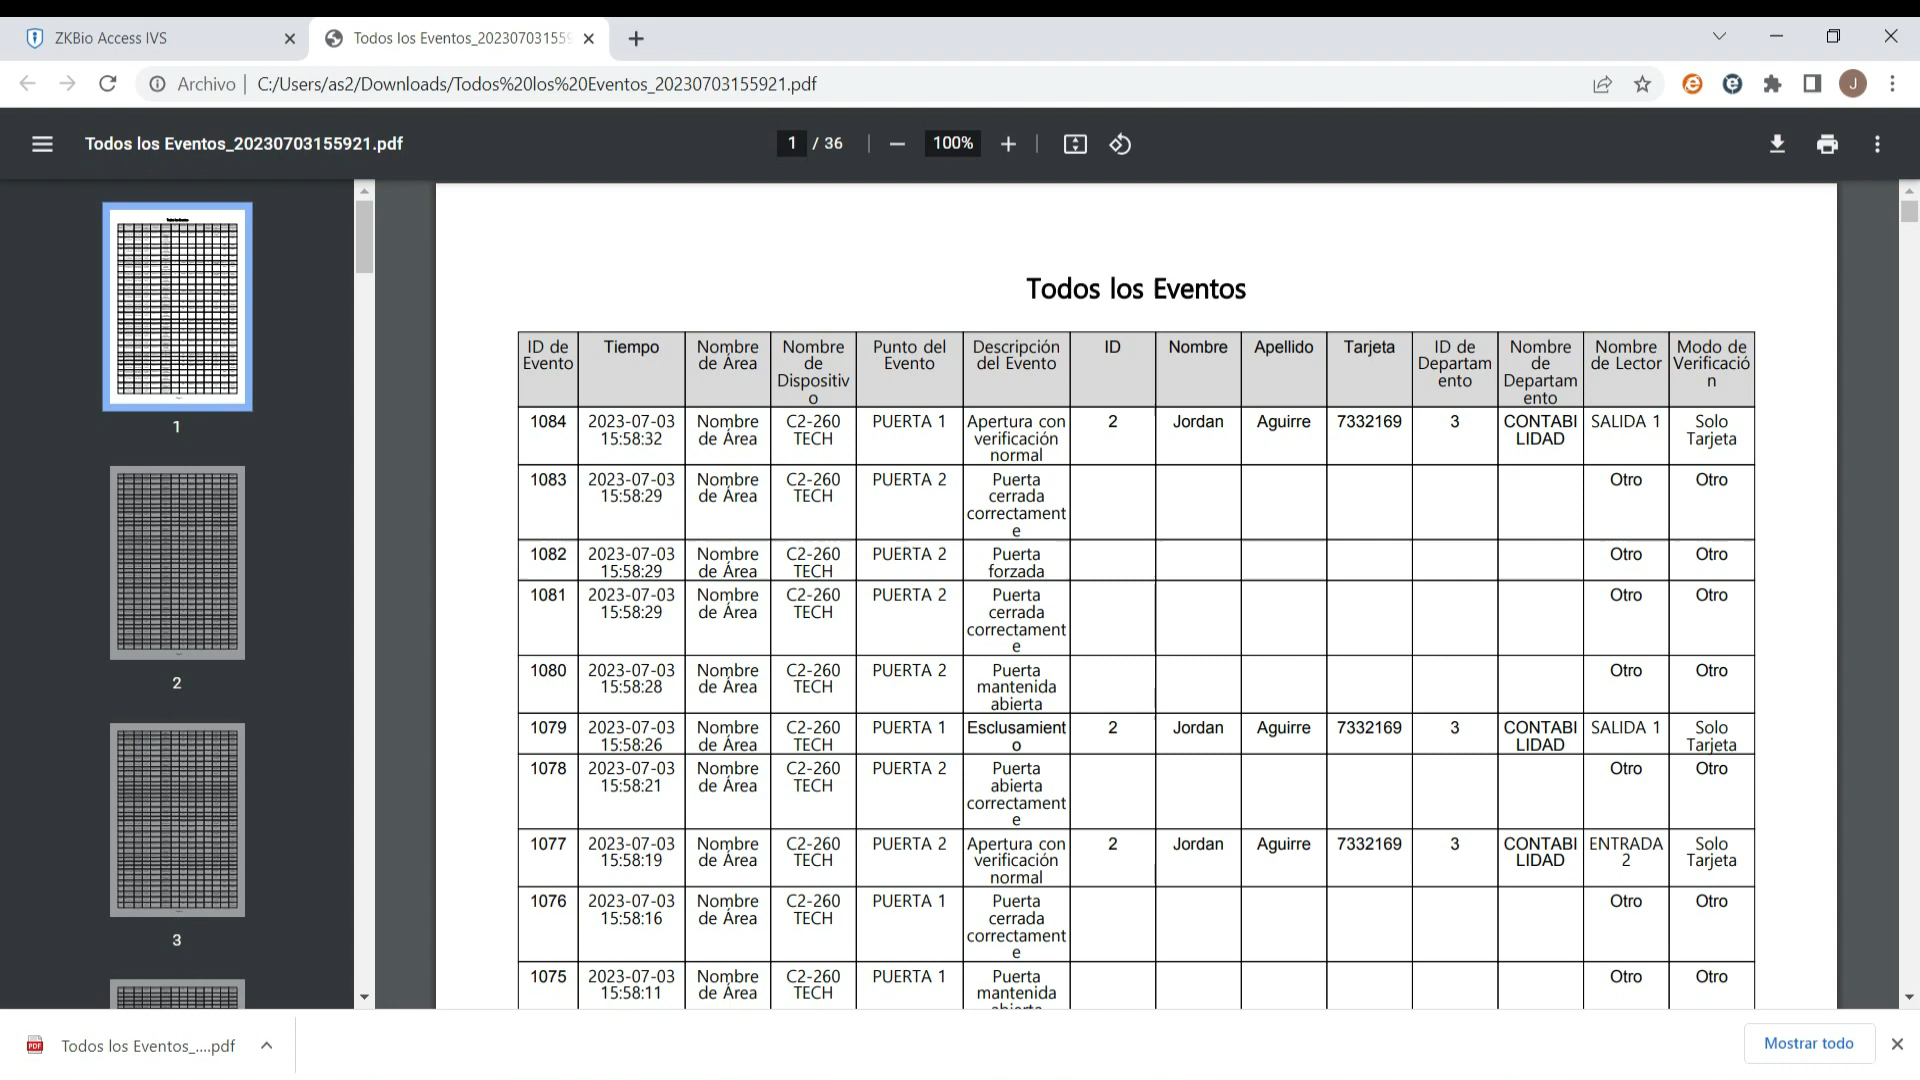 ZKBio Access IVS
Todos los Eventos_2023070315592
Archivo | C:/Users/as2/Downloads/Todos%20los%20Eventos_20230703155921.pdf
J
Todos los Eventos_20230703155921.pdf
1 / 36
100%
1
2
3
Todos los Eventos
ID de Evento Tiempo Nombre de Área Nombre de Dispositivo Punto del Evento Descripción del Evento ID Nombre Apellido Tarjeta ID de Departamento Nombre de Departamento Nombre de Lector Modo de Verificación
1084 2023-07-03 15:58:32 Nombre de Área C2-260 TECH PUERTA 1 Apertura con verificación normal 2 Jordan Aguirre 7332169 3 CONTABILIDAD SALIDA 1 Solo Tarjeta
1083 2023-07-03 15:58:29 Nombre de Área C2-260 TECH PUERTA 2 Puerta cerrada correctamente Otro Otro
1082 2023-07-03 15:58:29 Nombre de Área C2-260 TECH PUERTA 2 Puerta forzada Otro Otro
1081 2023-07-03 15:58:29 Nombre de Área C2-260 TECH PUERTA 2 Puerta cerrada correctamente Otro Otro
1080 2023-07-03 15:58:28 Nombre de Área C2-260 TECH PUERTA 2 Puerta mantenida abierta Otro Otro
1079 2023-07-03 15:58:26 Nombre de Área C2-260 TECH PUERTA 1 Esclusamiento 2 Jordan Aguirre 7332169 3 CONTABILIDAD SALIDA 1 Solo Tarjeta
1078 2023-07-03 15:58:21 Nombre de Área C2-260 TECH PUERTA 2 Puerta abierta correctamente Otro Otro
1077 2023-07-03 15:58:19 Nombre de Área C2-260 TECH PUERTA 2 Apertura con verificación normal 2 Jordan Aguirre 7332169 3 CONTABILIDAD ENTRADA 2 Solo Tarjeta
1076 2023-07-03 15:58:16 Nombre de Área C2-260 TECH PUERTA 1 Puerta cerrada correctamente Otro Otro
1075 2023-07-03 15:58:11 Nombre de Área C2-260 TECH PUERTA 1 Puerta mantenida abierta Otro Otro
Todos los Eventos_....pdf
Mostrar todo